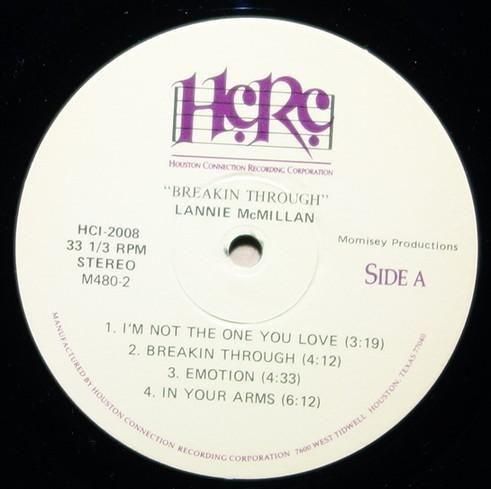 HCRC
HOUSTON CONNECTION RECORDING CORPORATION
"BREAKIN THROUGH"
LANNIE McMILLAN
HCI-2008
33 1/3 RPM
STEREO
M480-2
Momisey Productions
SIDE A
1. I'M NOT THE ONE YOU LOVE (3:19)
2. BREAKIN THROUGH (4:12)
3. EMOTION (4:33)
4. IN YOUR ARMS (6:12)
MANUFACTURED BY HOUSTON CONNECTION RECORDING CORPORATION 7600 WEST TIDWELL HOUSTON, TEXAS 77040